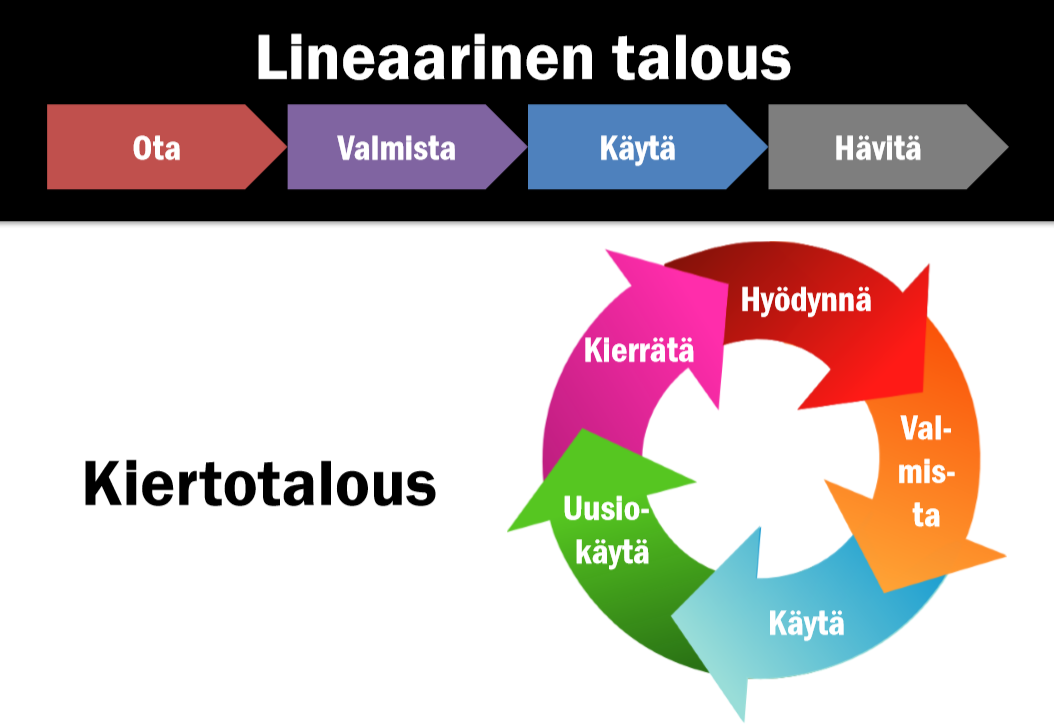 Lineaarinen talous
Ota
Valmista
Käytä
Hävitä
Kiertotalous
Hyödynnä
Val-
mis-
ta
Käytä
Uusio-
käytä
Kierrätä